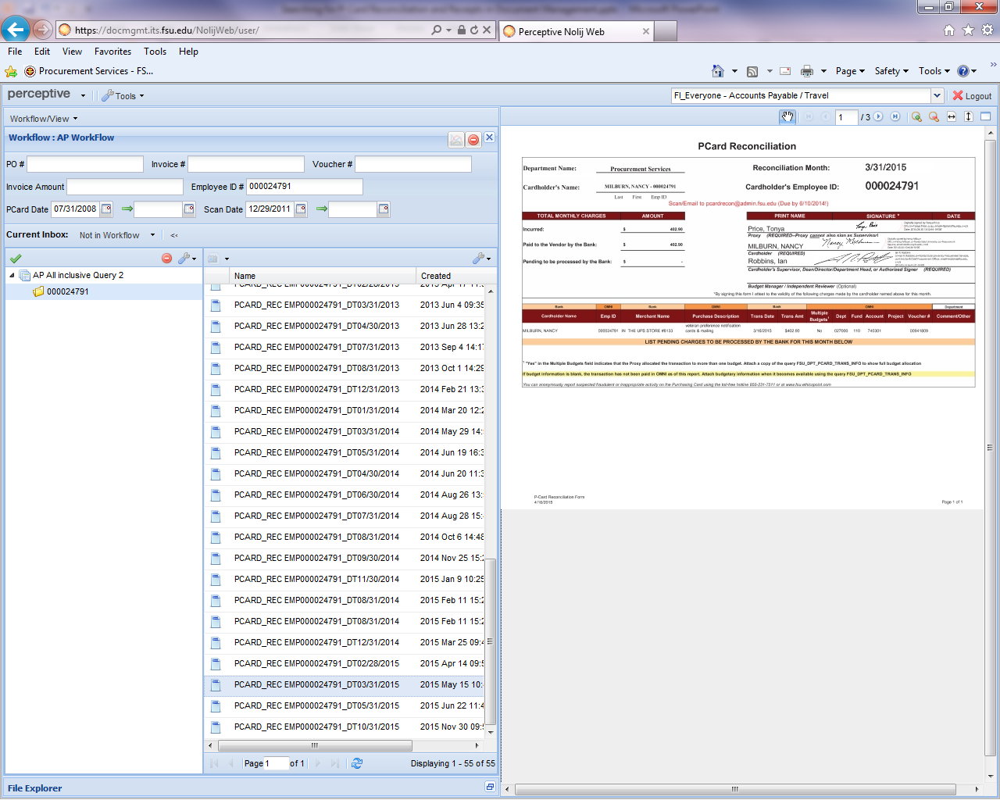 https://docmgmt.its.fsu.edu/NolijWeb/user/
Perceptive Nolij Web
File Edit View Favorites Tools Help
Procurement Services - FS...
Page Safety Tools
perceptive Tools
FI_Everyone - Accounts Payable / Travel
Logout
Workflow/View
1 / 3
Workflow : AP WorkFlow
PO # Invoice # Voucher #
Invoice Amount Employee ID # 000024791
PCard Date 07/31/2008 Scan Date 12/29/2011
Current Inbox: Not in Workflow <<
AP All inclusive Query 2
000024791
Name Created
PCARD_REC EMP000024791_DT02/28/2013 2013 Apr 17 11:
PCARD_REC EMP000024791_DT03/31/2013 2013 Jun 4 09:35
PCARD_REC EMP000024791_DT04/30/2013 2013 Jun 28 13:2
PCARD_REC EMP000024791_DT07/31/2013 2013 Sep 4 14:17
PCARD_REC EMP000024791_DT08/31/2013 2013 Oct 1 14:29
PCARD_REC EMP000024791_DT12/31/2013 2014 Feb 21 13:3
PCARD_REC EMP000024791_DT01/31/2014 2014 Mar 20 12:2
PCARD_REC EMP000024791_DT03/31/2014 2014 May 29 14:
PCARD_REC EMP000024791_DT05/31/2014 2014 Jun 19 16:3
PCARD_REC EMP000024791_DT04/30/2014 2014 Jun 20 11:3
PCARD_REC EMP000024791_DT06/30/2014 2014 Aug 26 13:
PCARD_REC EMP000024791_DT07/31/2014 2014 Aug 28 15:
PCARD_REC EMP000024791_DT08/31/2014 2014 Oct 6 14:48
PCARD_REC EMP000024791_DT09/30/2014 2014 Nov 25 15:2
PCARD_REC EMP000024791_DT11/30/2014 2015 Jan 9 10:25
PCARD_REC EMP000024791_DT08/31/2014 2015 Feb 11 15:2
PCARD_REC EMP000024791_DT08/31/2014 2015 Feb 11 15:2
PCARD_REC EMP000024791_DT12/31/2014 2015 Mar 25 09:4
PCARD_REC EMP000024791_DT02/28/2015 2015 Apr 14 09:5
PCARD_REC EMP000024791_DT03/31/2015 2015 May 15 10:
PCARD_REC EMP000024791_DT05/31/2015 2015 Jun 22 11:4
PCARD_REC EMP000024791_DT10/31/2015 2015 Nov 30 09:5
Page 1 of 1 Displaying 1 - 55 of 55
File Explorer
PCard Reconciliation
Department Name: Procurement Services Reconciliation Month: 3/31/2015
Cardholder's Name: MILBURN, NANCY - 000024791 Cardholder's Employee ID: 000024791
Last First Emp ID
Scan/Email to pcardrecon@admin.fsu.edu (Due by 6/10/2014!)
TOTAL MONTHLY CHARGES AMOUNT PRINT NAME SIGNATURE * DATE
Incurred: $ 402.90
Price, Tonya
Proxy (REQUIRED--Proxy cannot also sign as Supervisor)
Paid to the Vendor by the Bank: $ 402.90
MILBURN, NANCY Nancy Milburn
Cardholder (REQUIRED)
Pending to be processed by the Bank: $ -
Robbins, Ian
Cardholder's Supervisor, Dean/Director/Department Head, or Authorized Signer (REQUIRED)
Budget Manager / Independent Reviewer (Optional)
*By signing this form I attest to the validity of the following charges made by the cardholder named above for this month.
Bank OMNI Bank OMNI Bank OMNI Department
Cardholder Name Emp ID Merchant Name Purchase Description Trans Date Trans Amt Multiple Budgets¹ Dept Fund Account Project Voucher # Comment/Other
MILBURN, NANCY 000024791 IN THE UPS STORE #6133 veteran preference notification cards & mailing 3/16/2015 $402.90 No 027000 110 740301 00941809
LIST PENDING CHARGES TO BE PROCESSED BY THE BANK FOR THIS MONTH BELOW
¹ "Yes" in the Multiple Budgets field indicates that the Proxy allocated the transaction to more than one budget. Attach a copy of the query FSU_DPT_PCARD_TRANS_INFO to show full budget allocation
If budget information is blank, the transaction has not been paid in OMNI as of this report. Attach budgetary information when it becomes available using the query FSU_DPT_PCARD_TRANS_INFO
You can anonymously report suspected fraudulent or inappropriate activity on the Purchasing Card using the toll-free hotline 855-231-7511 or at www.fsu.ethicspoint.com
P-Card Reconciliation Form
4/16/2015
Page 1 of 1